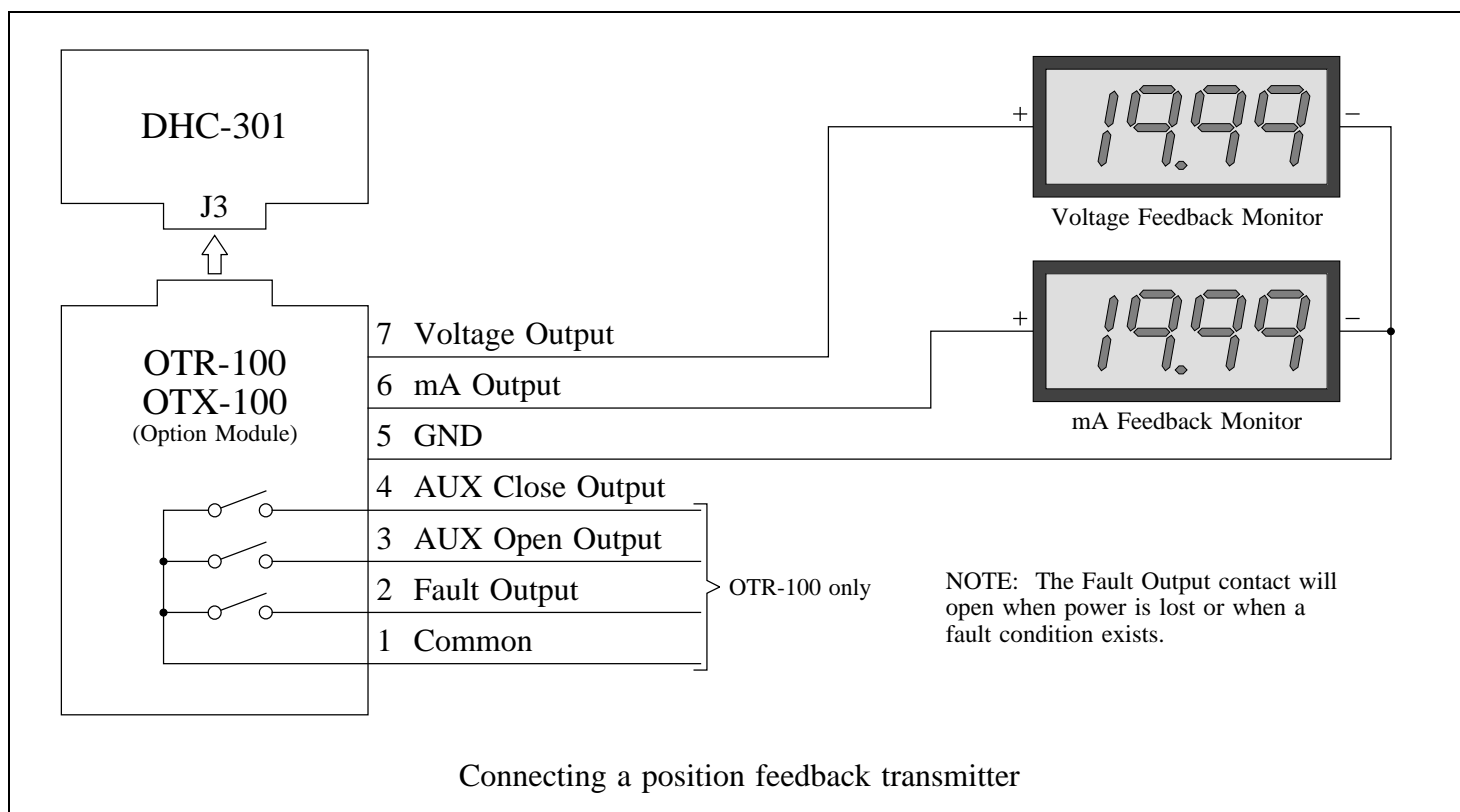 DHC-301
J3
+ 19.99 −
Voltage Feedback Monitor
+ 19.99 −
mA Feedback Monitor
OTR-100
OTX-100
(Option Module)
7 Voltage Output
6 mA Output
5 GND
4 AUX Close Output
3 AUX Open Output
2 Fault Output
1 Common
OTR-100 only
NOTE: The Fault Output contact will
open when power is lost or when a
fault condition exists.
Connecting a position feedback transmitter